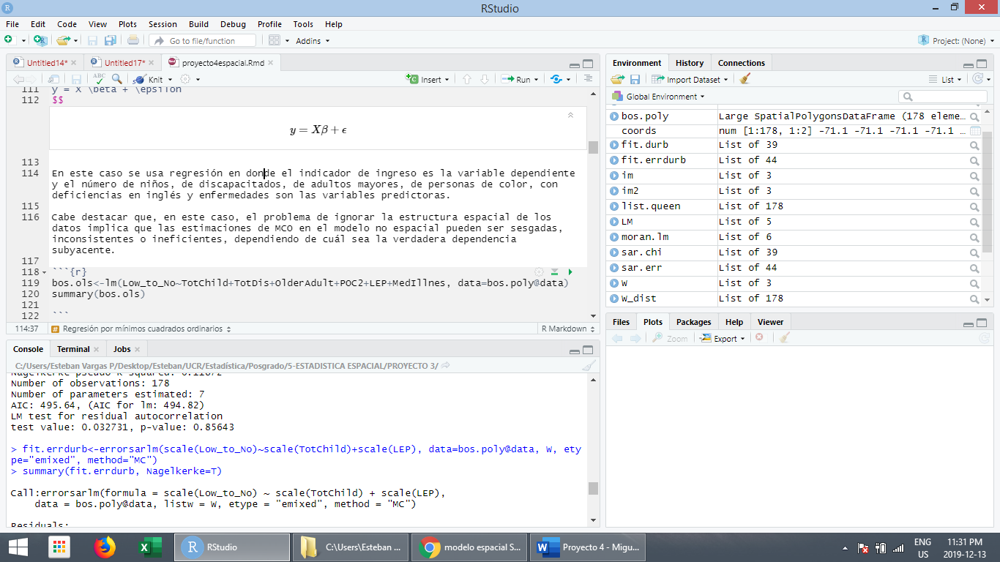 RStudio
File Edit Code View Plots Session Build Debug Profile Tools Help
Go to file/function Addins Project: (None)
Untitled14* Untitled17* proyecto4espacial.Rmd
ABC Knit Insert Run
111 y = X \beta + \epsilon
112 $$
y = Xβ + ϵ
113
114 En este caso se usa regresión en donde el indicador de ingreso es la variable dependiente
y el número de niños, de discapacitados, de adultos mayores, de personas de color, con
deficiencias en inglés y enfermedades son las variables predictoras.
115
116 Cabe destacar que, en este caso, el problema de ignorar la estructura espacial de los
datos implica que las estimaciones de MCO en el modelo no espacial pueden ser sesgadas,
inconsistentes o ineficientes, dependiendo de cuál sea la verdadera dependencia
subyacente.
117
118 ```{r}
119 bos.ols<-lm(Low_to_No~TotChild+TotDis+OlderAdult+POC2+LEP+MedIllnes, data=bos.poly@data)
120 summary(bos.ols)
121
122 ```
114:37 Regresión por mínimos cuadrados ordinarios R Markdown
Console Terminal Jobs
C:/Users/Esteban Vargas P/Desktop/Esteban/UCR/Estadística/Posgrado/5-ESTADISTICA ESPACIAL/PROYECTO 3/
Nagelkerke pseudo-R-squared: 0.11872
Number of observations: 178
Number of parameters estimated: 7
AIC: 495.64, (AIC for lm: 494.82)
LM test for residual autocorrelation
test value: 0.032731, p-value: 0.85643
> fit.errdurb<-errorsarlm(scale(Low_to_No)~scale(TotChild)+scale(LEP), data=bos.poly@data, W, ety
pe="emixed", method="MC")
> summary(fit.errdurb, Nagelkerke=T)
Call:errorsarlm(formula = scale(Low_to_No) ~ scale(TotChild) + scale(LEP),
data = bos.poly@data, listw = W, etype = "emixed", method = "MC")
Residuals:
Environment History Connections
Import Dataset List
Global Environment
bos.poly Large SpatialPolygonsDataFrame (178 eleme…
coords num [1:178, 1:2] -71.1 -71.1 -71.1 -71.1 …
fit.durb List of 39
fit.errdurb List of 44
im List of 3
im2 List of 3
list.queen List of 178
LM List of 5
moran.lm List of 6
sar.chi List of 39
sar.err List of 44
W List of 3
W_dist List of 178
Files Plots Packages Help Viewer
Zoom Export
RStudio C:\Users\Esteban ... modelo espacial S... Proyecto 4 - Migu...
ENG 11:31 PM
US 2019-12-13